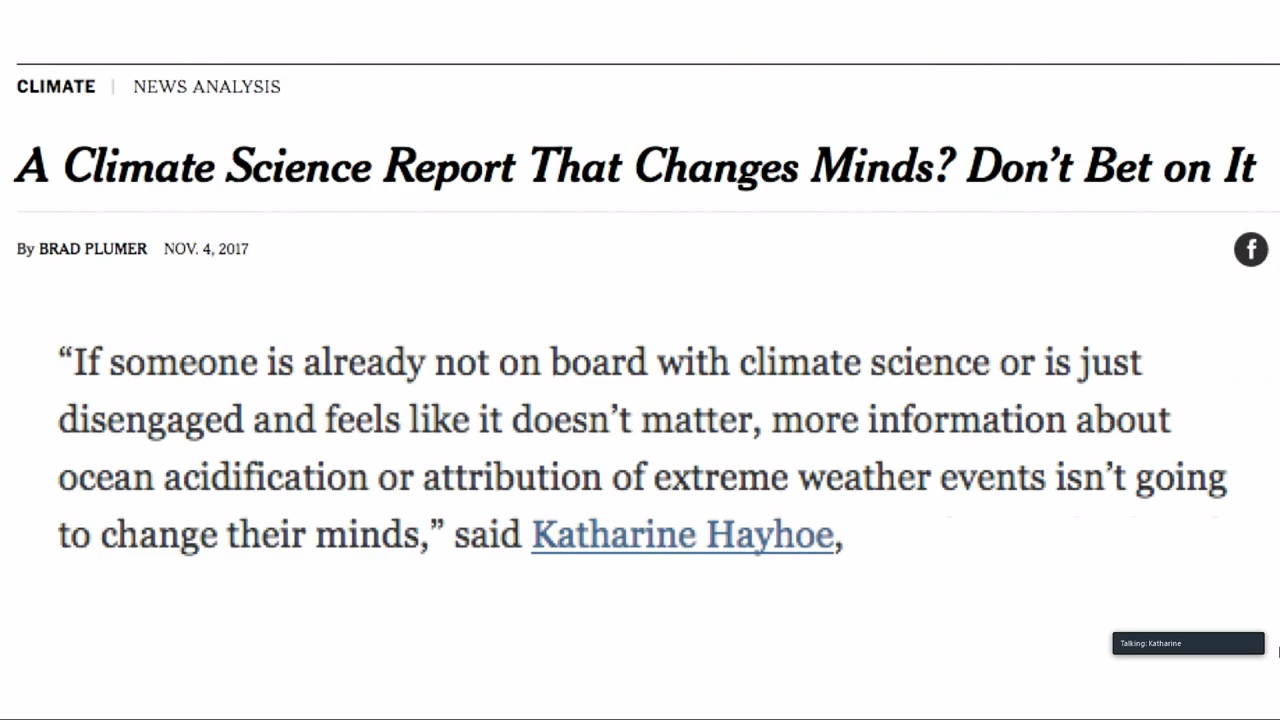 CLIMATE | NEWS ANALYSIS
A Climate Science Report That Changes Minds? Don’t Bet on It
By BRAD PLUMER NOV. 4, 2017
“If someone is already not on board with climate science or is just
disengaged and feels like it doesn’t matter, more information about
ocean acidification or attribution of extreme weather events isn’t going
to change their minds,” said Katharine Hayhoe,
Talking: Katharine